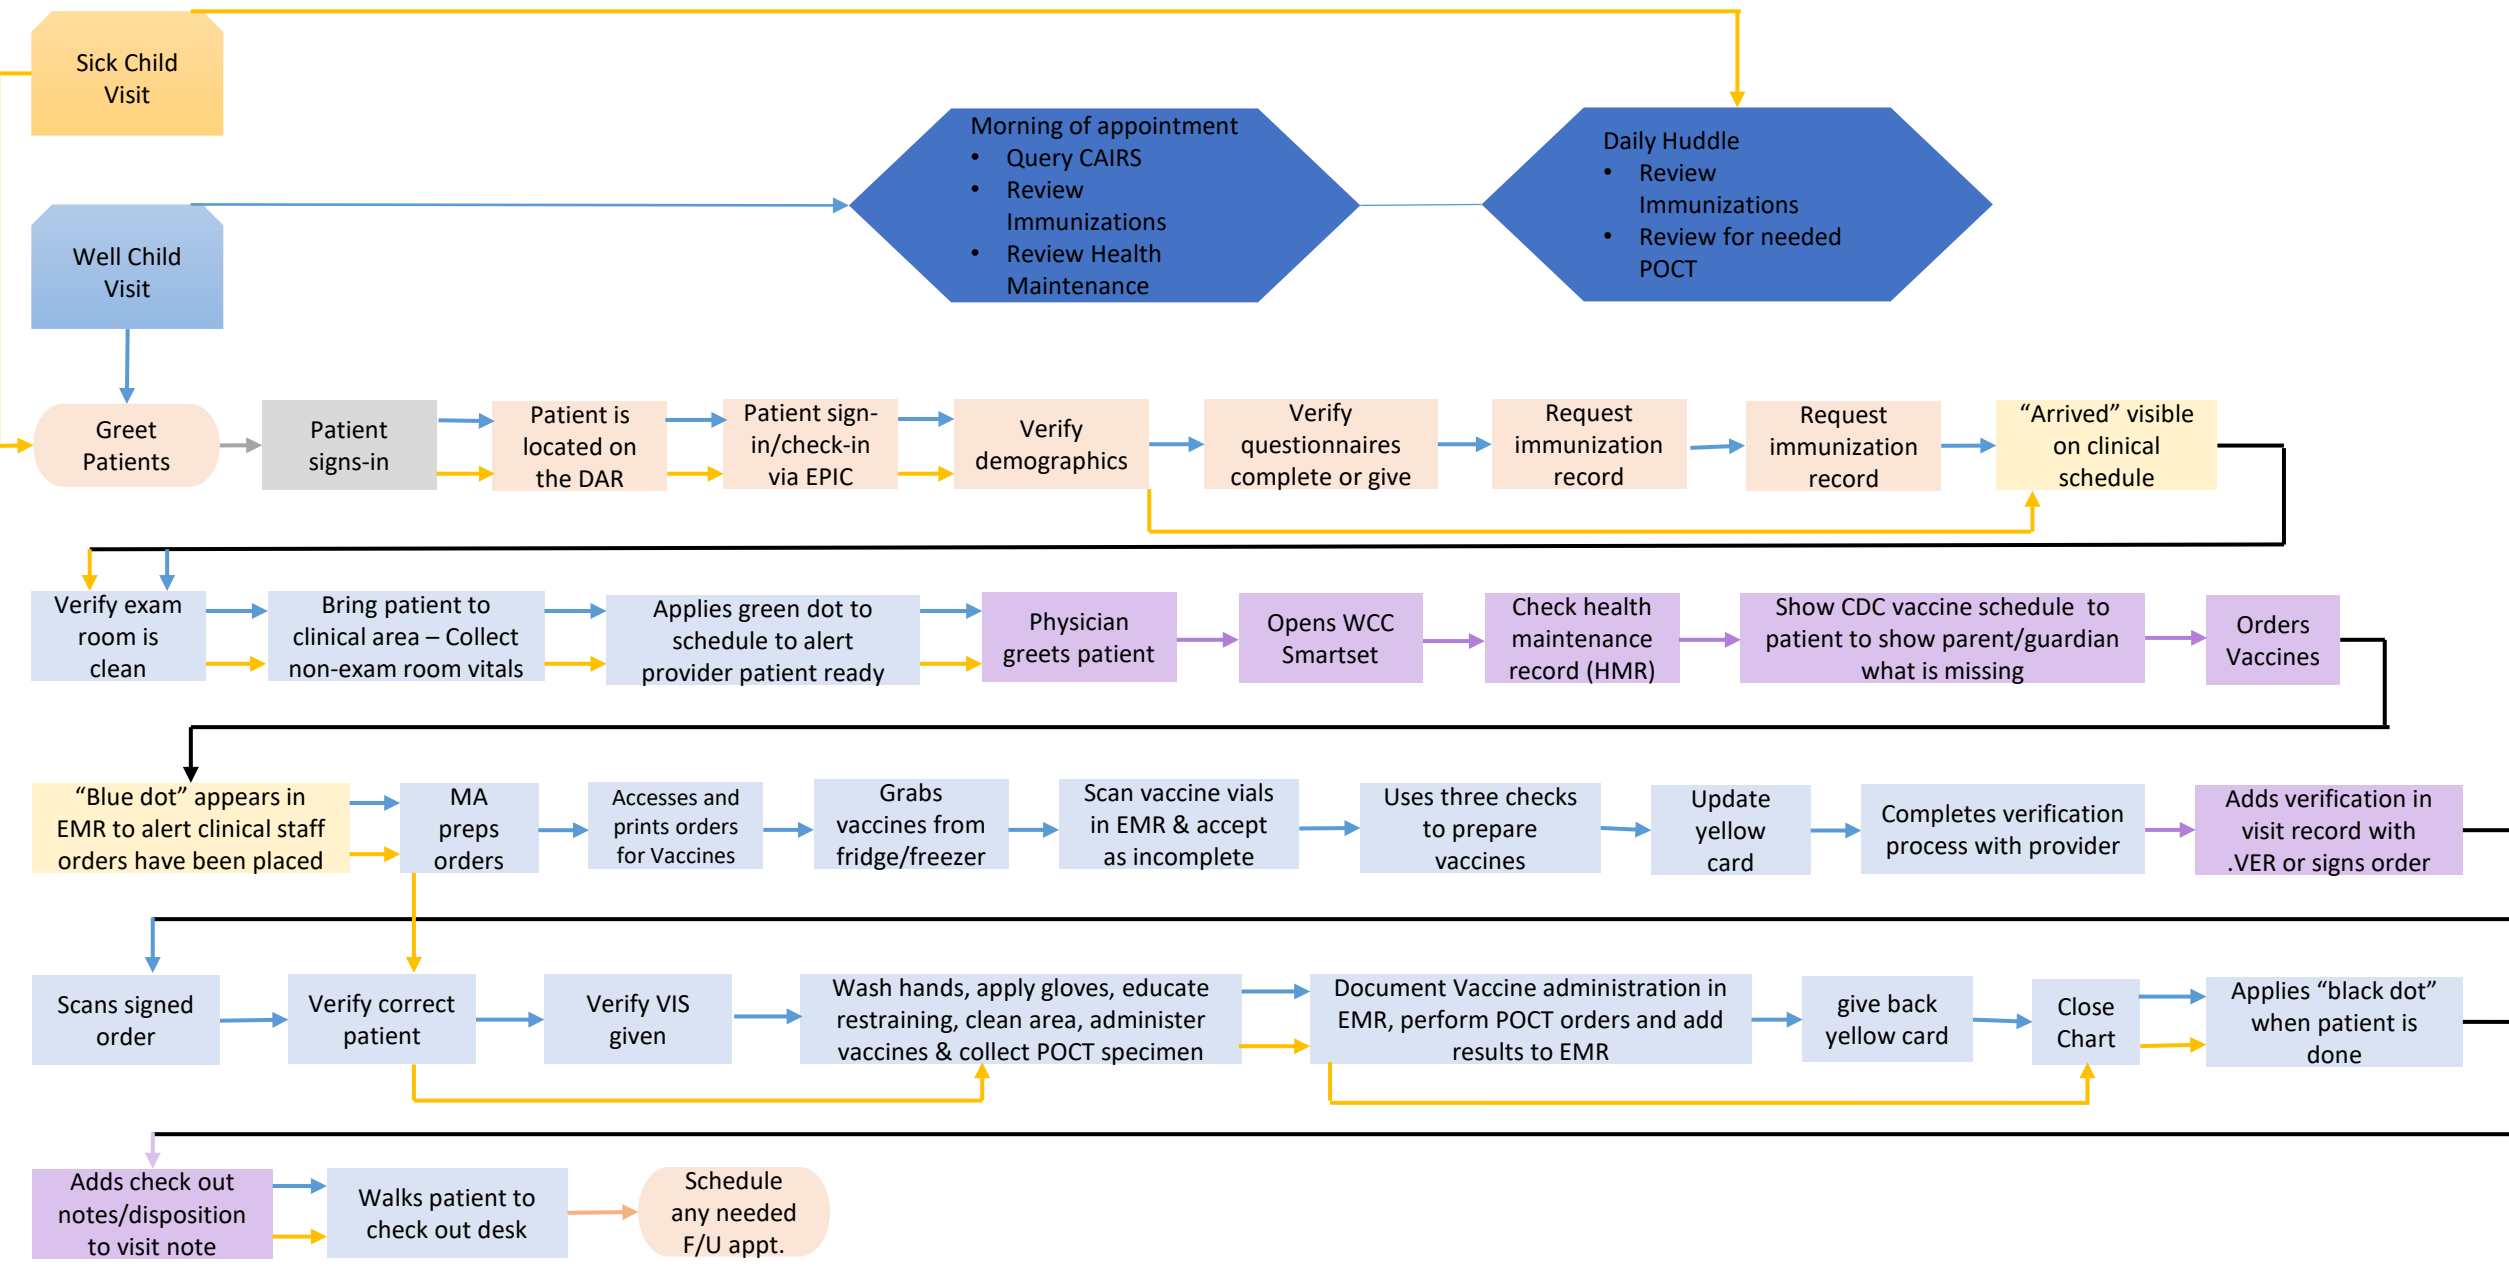 Sick Child
Visit
Morning of appointment
• Query CAIRS
• Review
Immunizations
• Review Health
Maintenance
Daily Huddle
• Review
Immunizations
• Review for needed
POCT
Well Child
Visit
Greet
Patients
Patient
signs-in
Patient is
located on
the DAR
Patient sign-
in/check-in
via EPIC
Verify
demographics
Verify
questionnaires
complete or give
Request
immunization
record
Request
immunization
record
“Arrived” visible
on clinical
schedule
Verify exam
room is
clean
Bring patient to
clinical area – Collect
non-exam room vitals
Applies green dot to
schedule to alert
provider patient ready
Physician
greets patient
Opens WCC
Smartset
Check health
maintenance
record (HMR)
Show CDC vaccine schedule to
patient to show parent/guardian
what is missing
Orders
Vaccines
“Blue dot” appears in
EMR to alert clinical staff
orders have been placed
MA
preps
orders
Accesses and
prints orders
for Vaccines
Grabs
vaccines from
fridge/freezer
Scan vaccine vials
in EMR & accept
as incomplete
Uses three checks
to prepare
vaccines
Update
yellow
card
Completes verification
process with provider
Adds verification in
visit record with
.VER or signs order
Scans signed
order
Verify correct
patient
Verify VIS
given
Wash hands, apply gloves, educate
restraining, clean area, administer
vaccines & collect POCT specimen
Document Vaccine administration in
EMR, perform POCT orders and add
results to EMR
give back
yellow card
Close
Chart
Applies “black dot”
when patient is
done
Adds check out
notes/disposition
to visit note
Walks patient to
check out desk
Schedule
any needed
F/U appt.